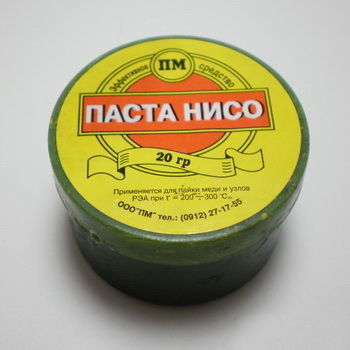 Эффективное средство
ПМ
ПАСТА НИСО
20 гр
Применяется для пайки меди и узлов
РЭА при t° = 200 ÷ 300 °С.
ООО "ПМ" тел.: (0912) 27-17-55